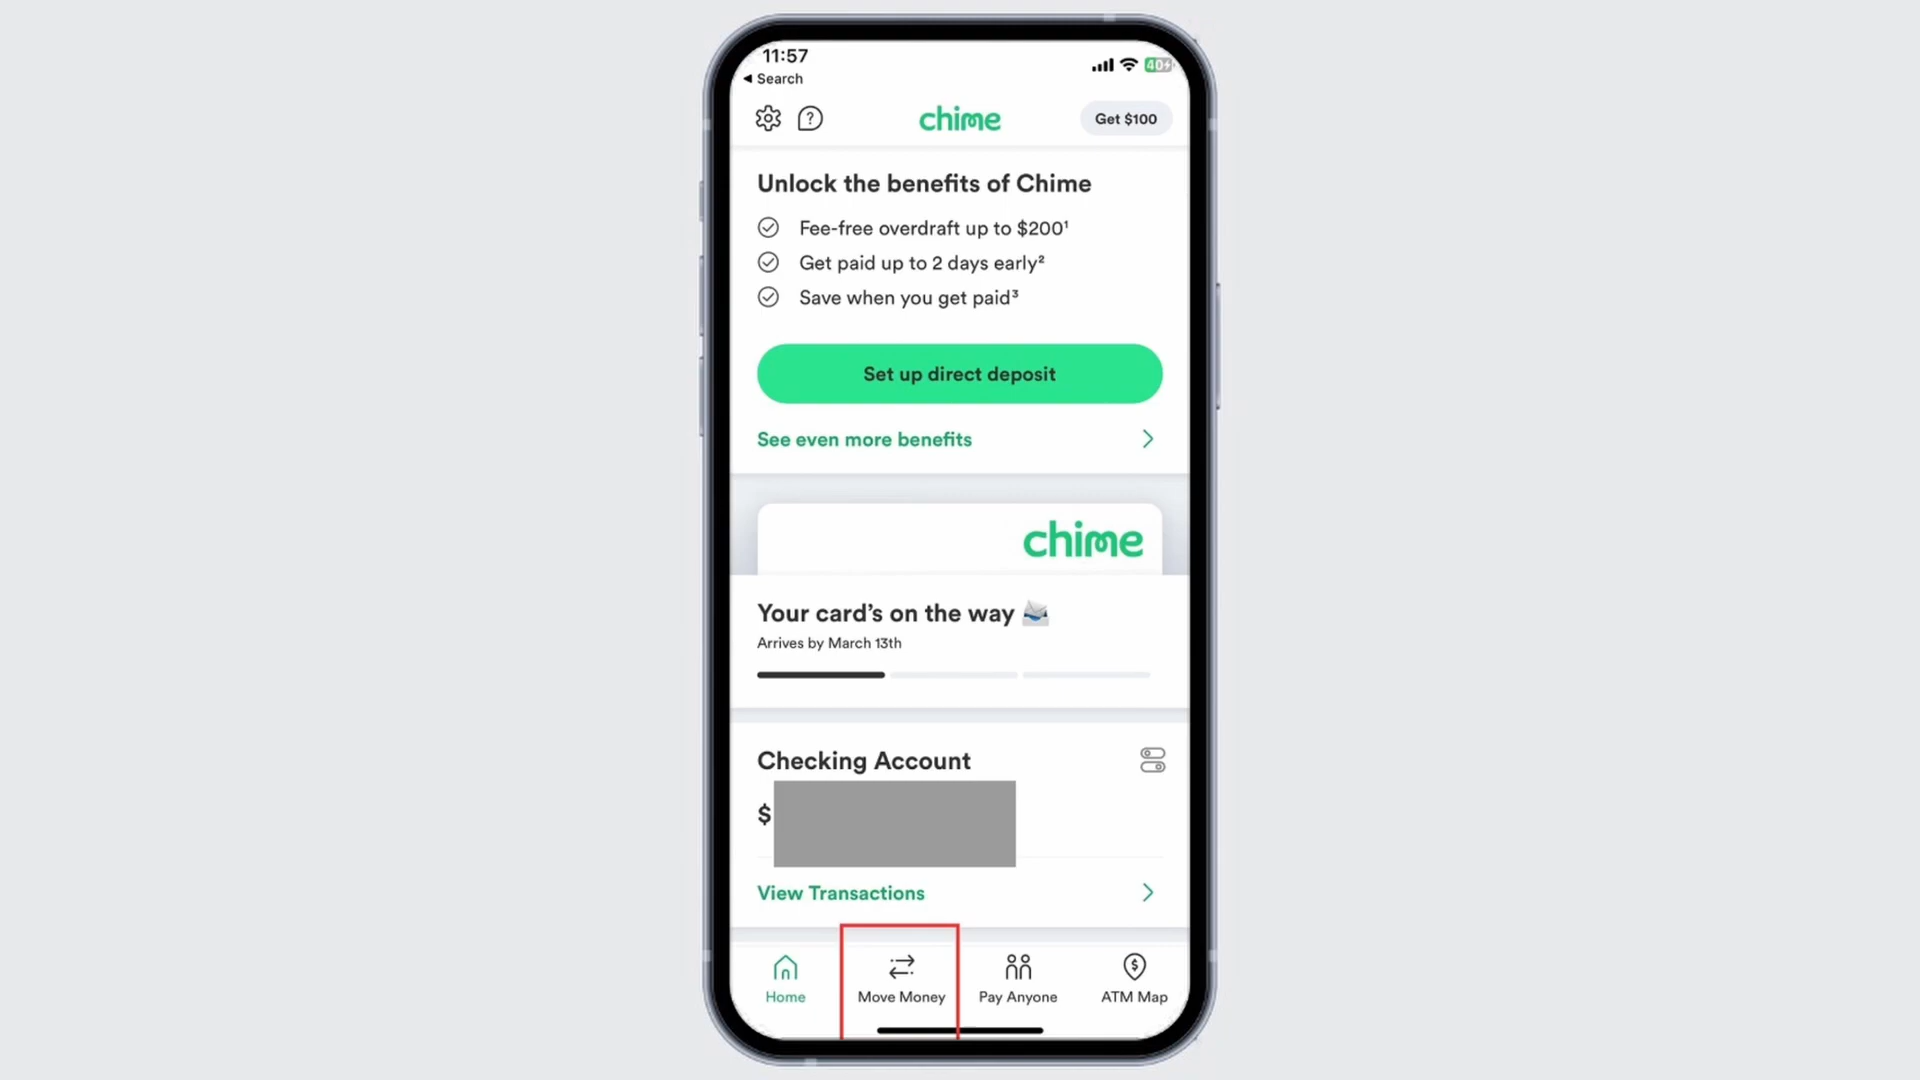 11:57
◀ Search
40
chime
Get $100
Unlock the benefits of Chime
Fee-free overdraft up to $200¹
Get paid up to 2 days early²
Save when you get paid³
Set up direct deposit
See even more benefits
chime
Your card's on the way
Arrives by March 13th
Checking Account
$
View Transactions
Home
Move Money
Pay Anyone
ATM Map